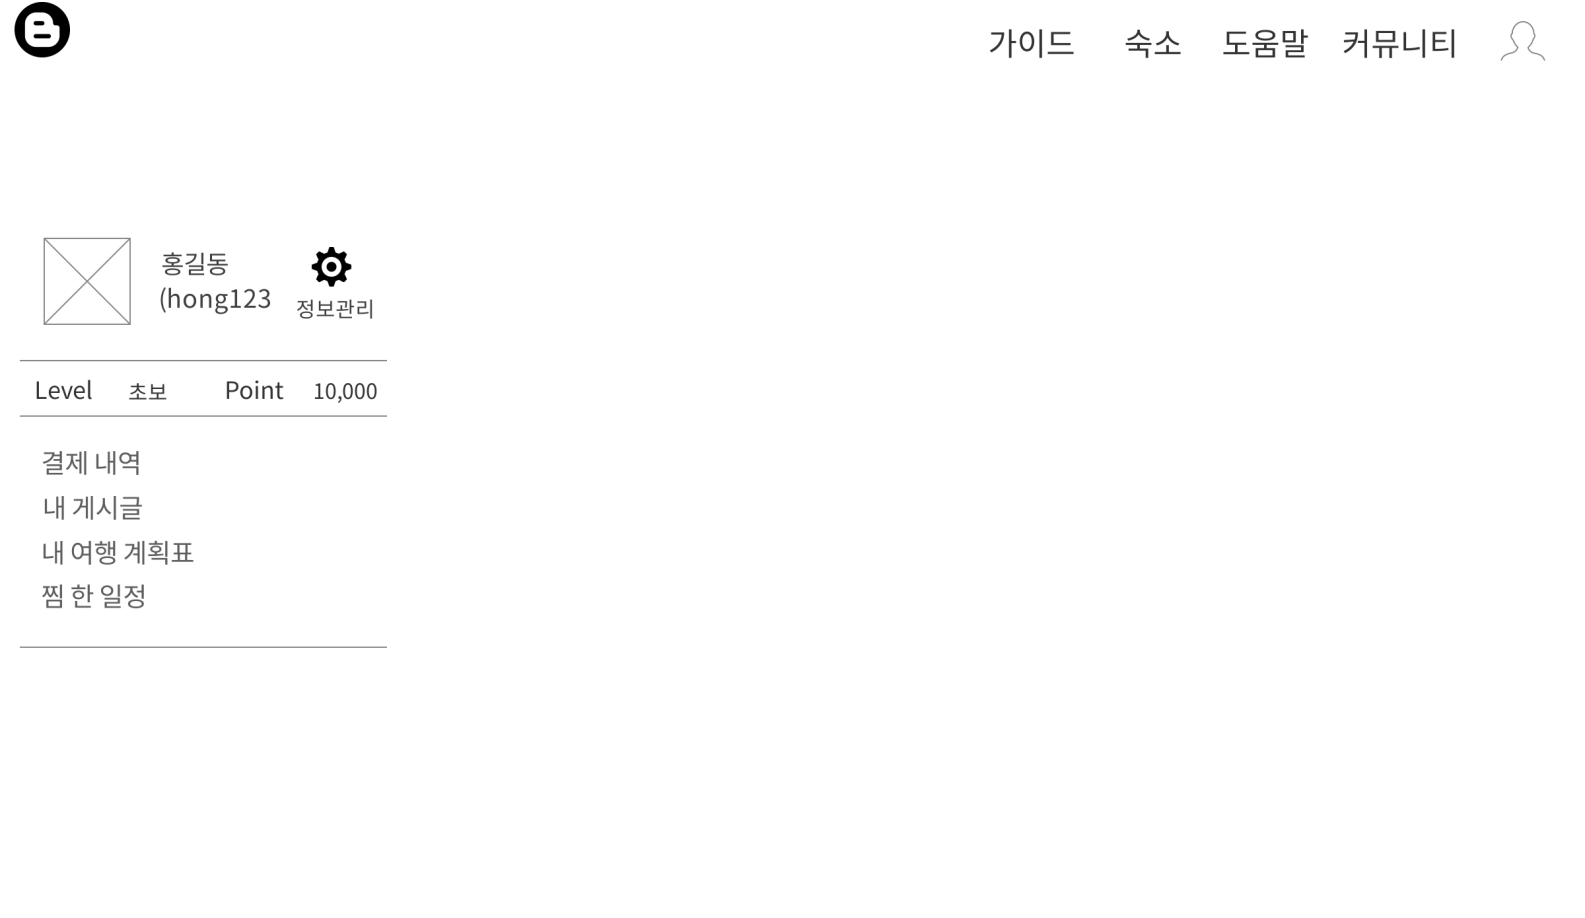 가이드 숙소 도움말 커뮤니티
홍길동
(hong123
정보관리
Level 초보 Point 10,000
결제 내역
내 게시글
내 여행 계획표
찜 한 일정